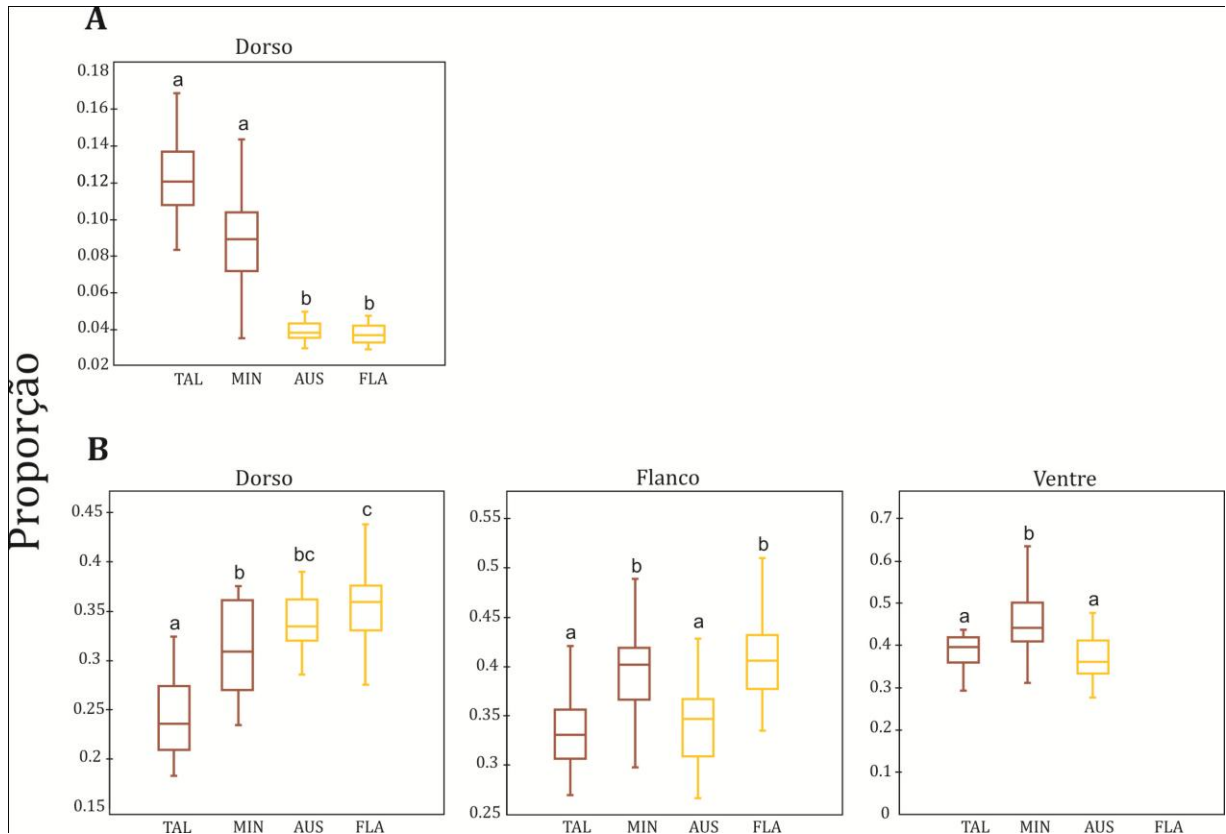 A
Dorso
0.18
0.16
0.14
0.12
0.10
0.08
0.06
0.04
0.02
a
a
b
b
TAL MIN AUS FLA
Proporção
B
Dorso
0.45
0.4
0.35
0.3
0.25
0.2
0.15
a
b
bc
c
TAL MIN AUS FLA
Flanco
0.55
0.5
0.45
0.4
0.35
0.3
0.25
a
b
a
b
TAL MIN AUS FLA
Ventre
0.7
0.6
0.5
0.4
0.3
0.2
0.1
0
a
b
a
TAL MIN AUS FLA